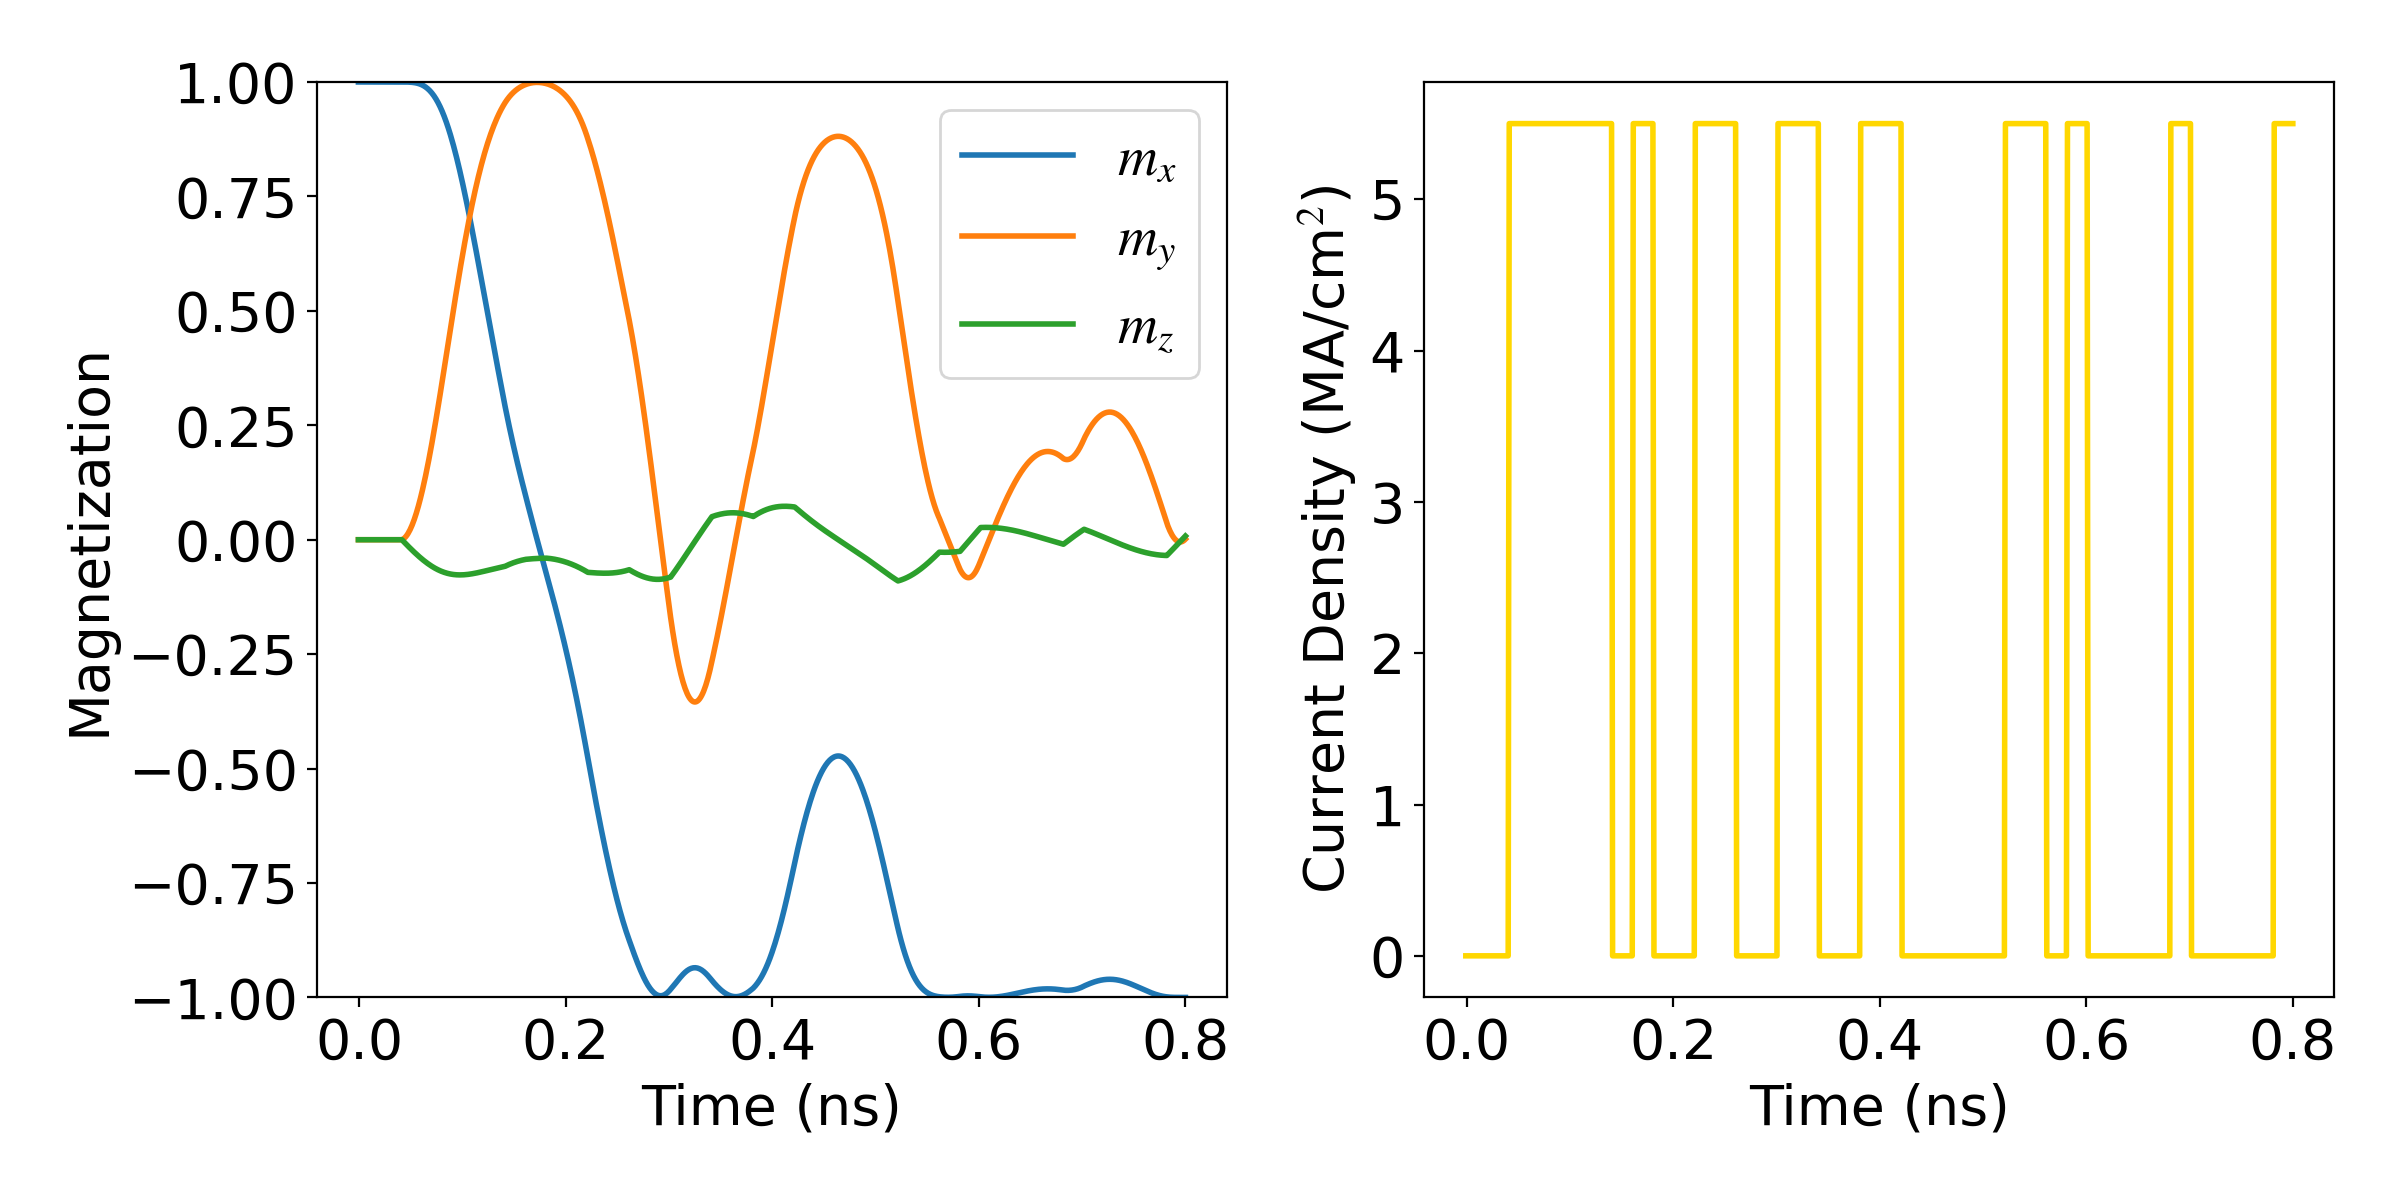 1.00
0.75
0.50
0.25
0.00
−0.25
−0.50
−0.75
−1.00
Magnetization
0.0 0.2 0.4 0.6 0.8
Time (ns)
m_x
m_y
m_z
5
4
3
2
1
0
Current Density (MA/cm²)
0.0 0.2 0.4 0.6 0.8
Time (ns)